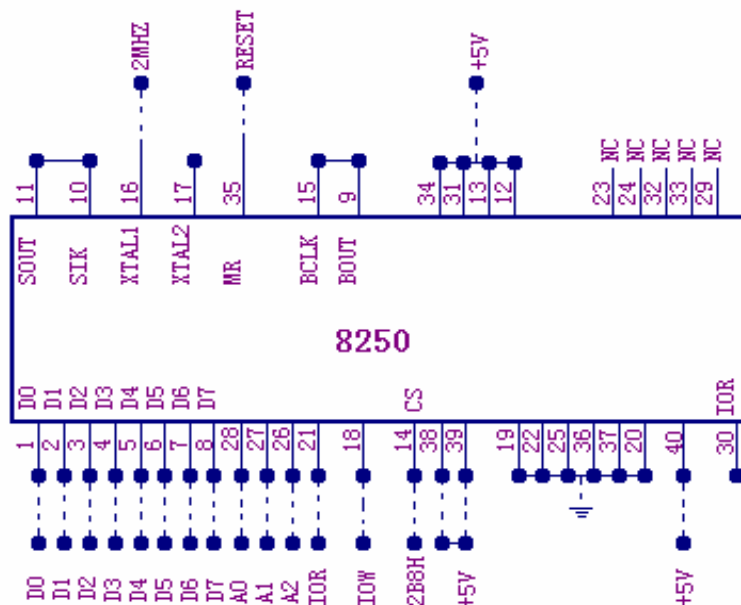 2MHZ
RESET
+5V
11
10
16
17
35
15
9
34
31
13
12
23 NC
24 NC
32 NC
33 NC
29 NC
SOUT
SIK
XTAL1
XTAL2
MR
BCLK
BOUT
8250
D0
D1
D2
D3
D4
D5
D6
D7
CS
IOR
1
2
3
4
5
6
7
8
28
27
26
21
18
14
38
39
19
22
25
36
37
20
40
30
D0
D1
D2
D3
D4
D5
D6
D7
A0
A1
A2
IOR
IOW
2B8H
+5V
+5V